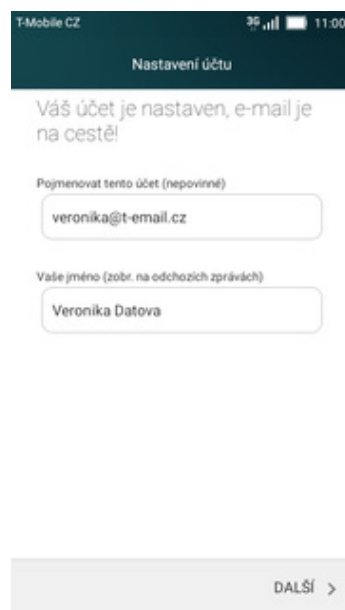 T-Mobile CZ 3G 11:00
Nastavení účtu
Váš účet je nastaven, e-mail je
na cestě!
Pojmenovat tento účet (nepovinné)
veronika@t-email.cz
Vaše jméno (zobr. na odchozích zprávách)
Veronika Datova
DALŠÍ